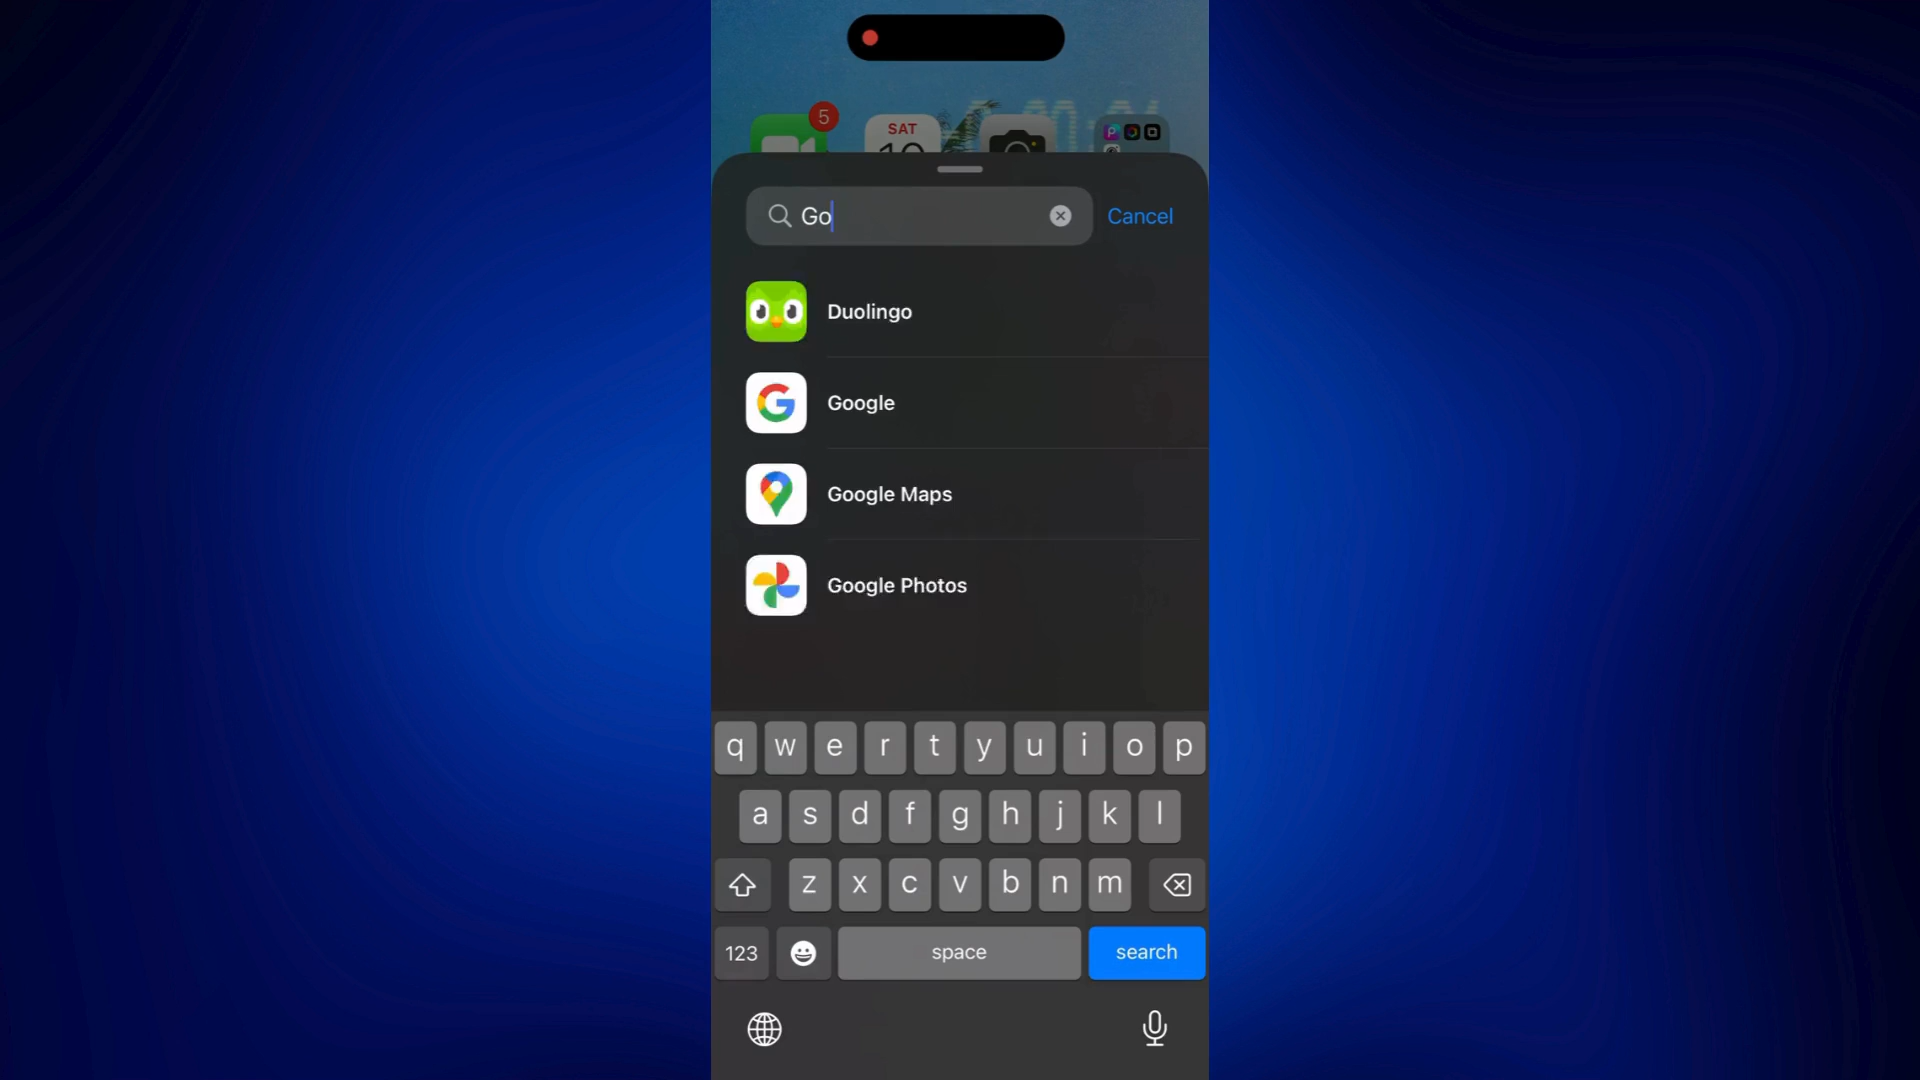 5
SAT
Go
Cancel
Duolingo
Google
Google Maps
Google Photos
q w e r t y u i o p
a s d f g h j k l
z x c v b n m
123 space search